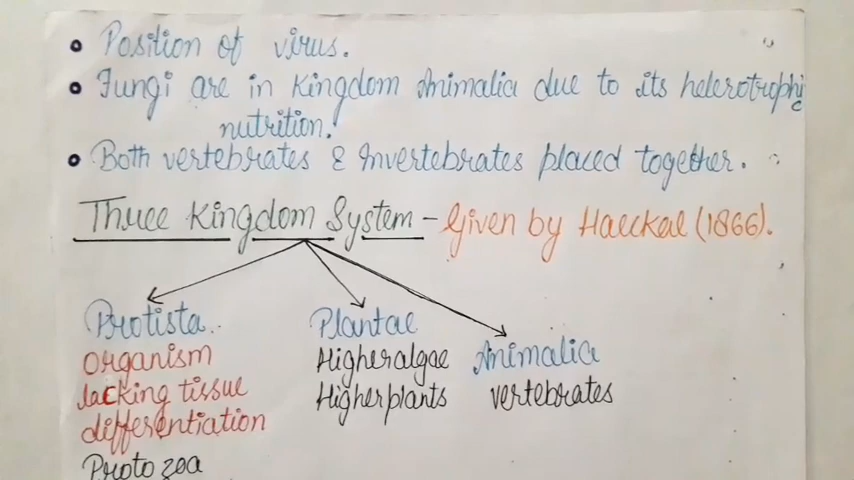 Position of virus.
Fungi are in Kingdom Animalia due to its heterotrophic
nutrition.
Both vertebrates & Invertebrates placed together.
Three Kingdom System - Given by Haeckal (1866).
Protista
organism
lacking tissue
differentiation
Protozoa
Plantae
Higher algae
Higher plants
Animalia
vertebrates